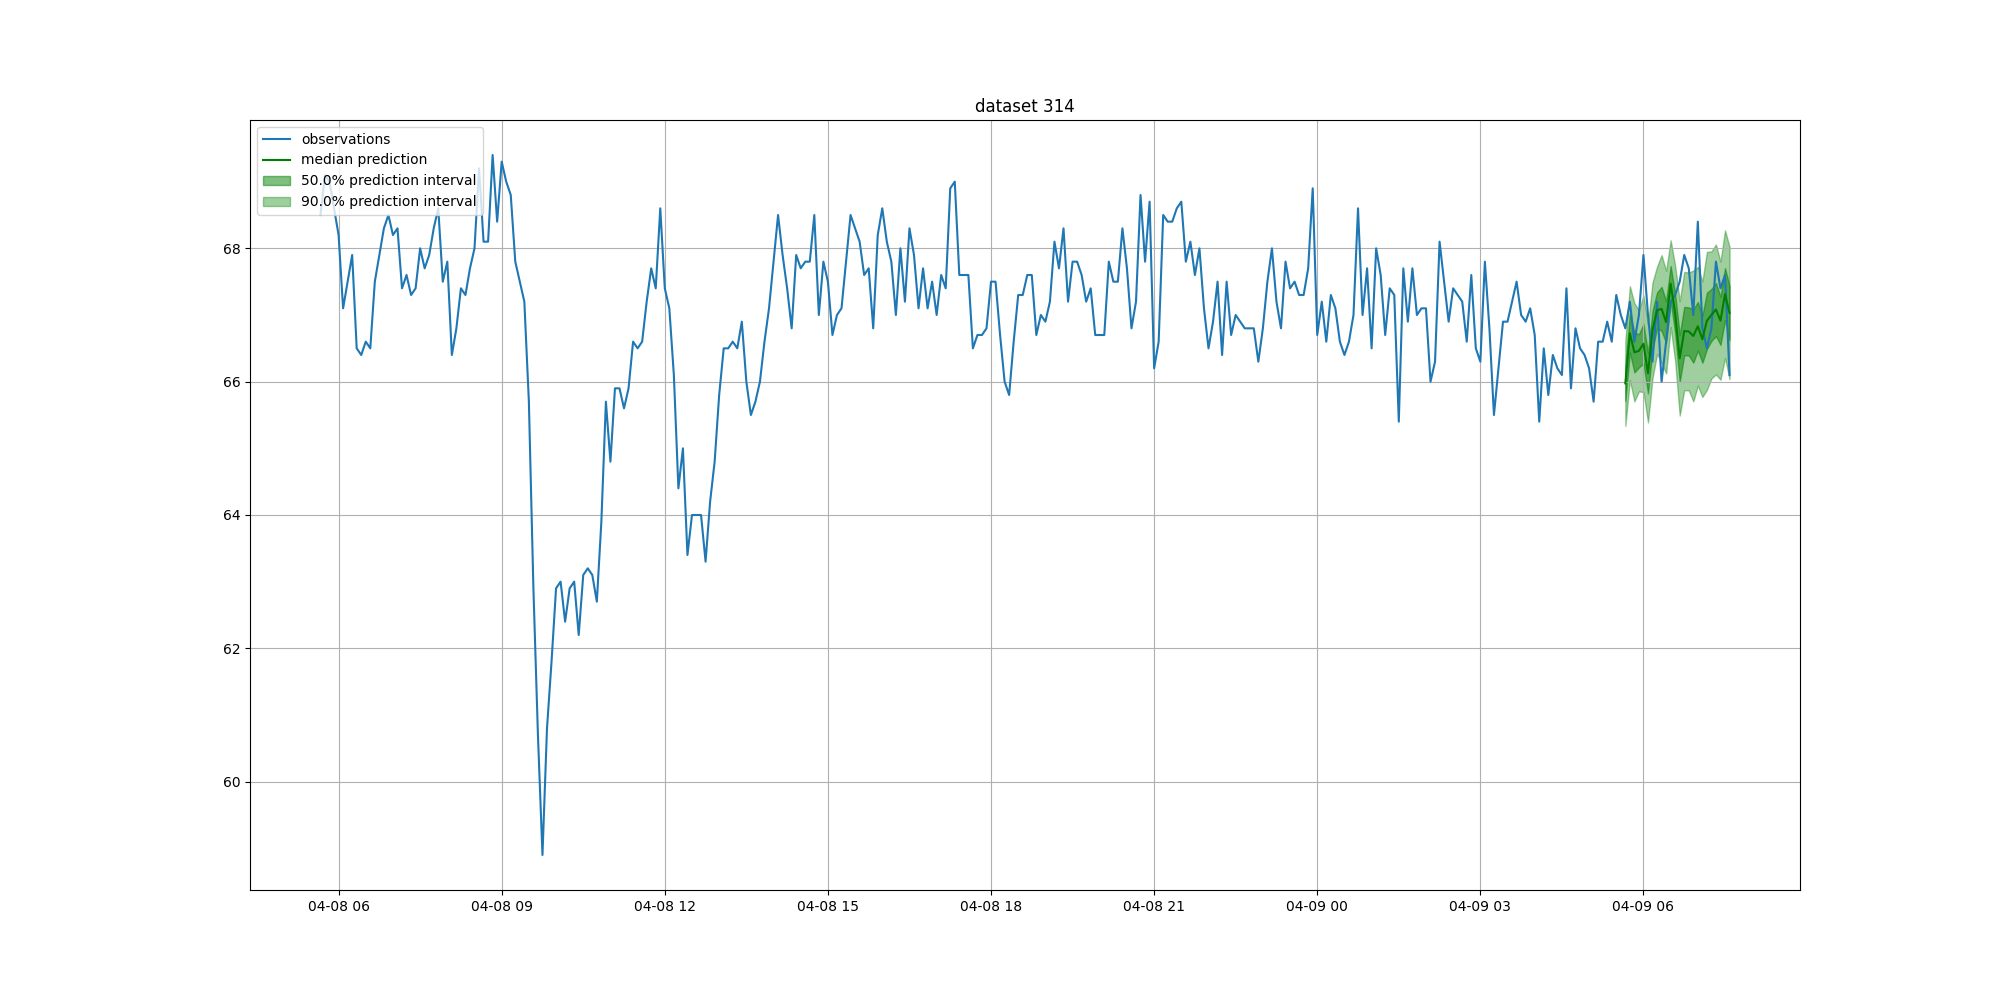 dataset 314
observations
median prediction
50.0% prediction interval
90.0% prediction interval
68
66
64
62
60
04-08 06
04-08 09
04-08 12
04-08 15
04-08 18
04-08 21
04-09 00
04-09 03
04-09 06